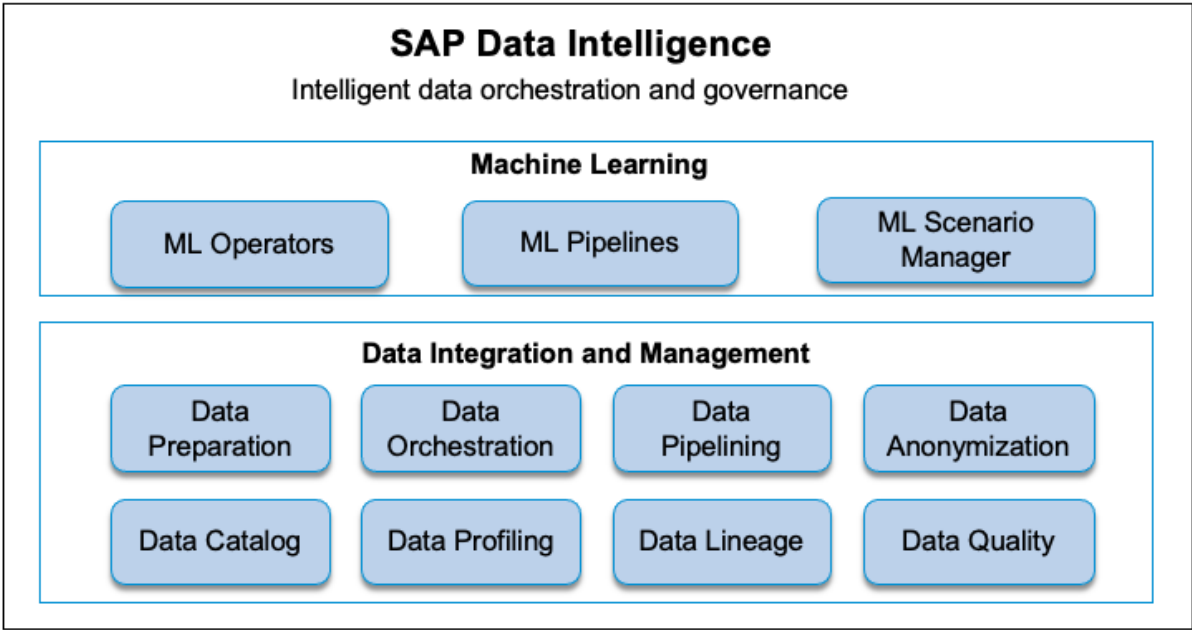 SAP Data Intelligence
Intelligent data orchestration and governance
Machine Learning
ML Operators
ML Pipelines
ML Scenario
Manager
Data Integration and Management
Data
Preparation
Data
Orchestration
Data
Pipelining
Data
Anonymization
Data Catalog
Data Profiling
Data Lineage
Data Quality